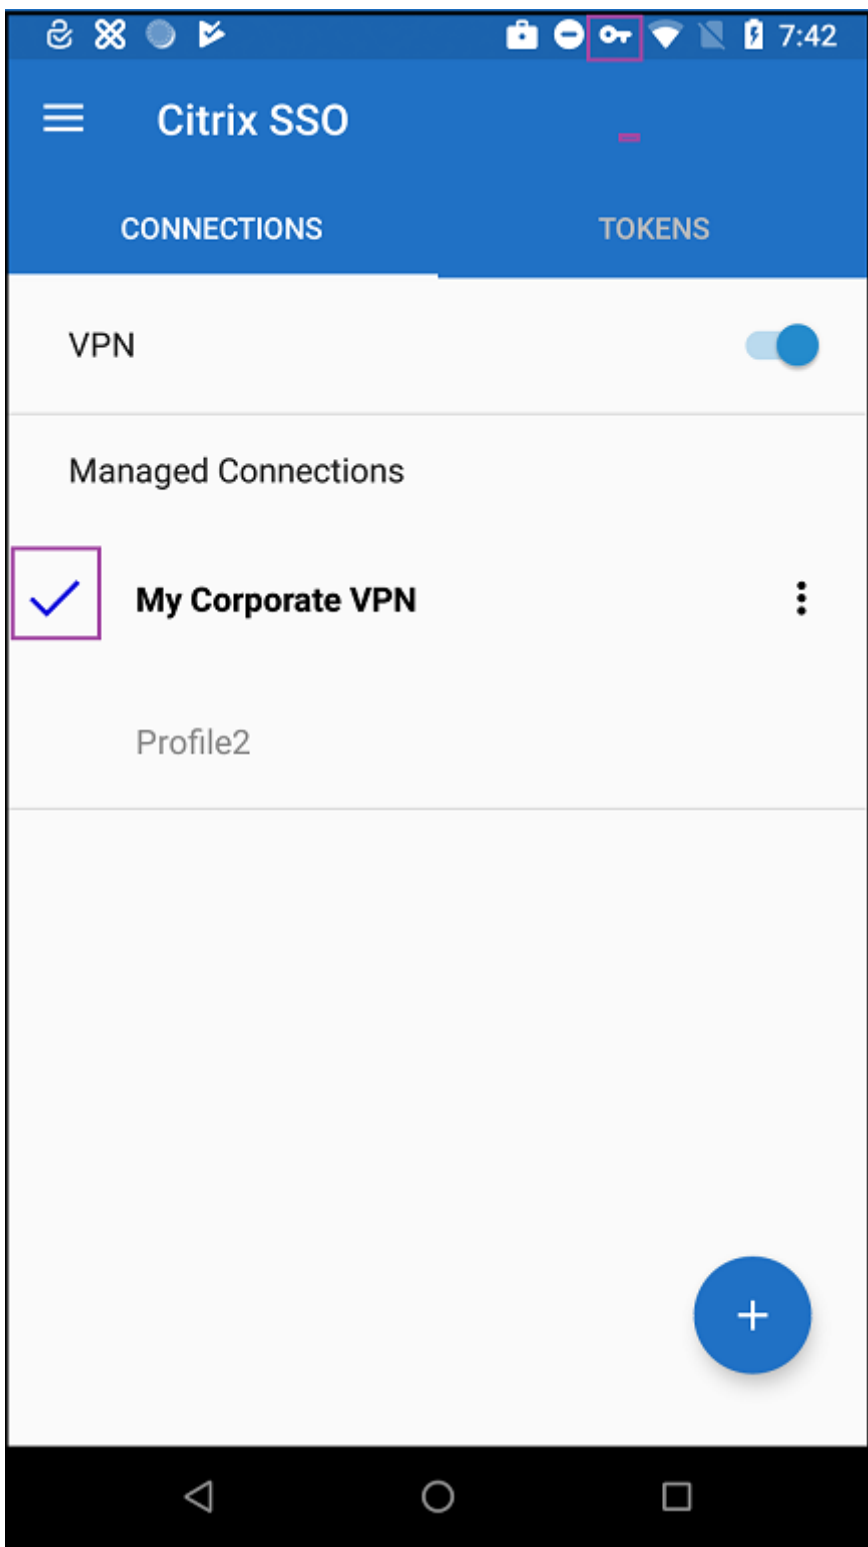 7:42
Citrix SSO
CONNECTIONS TOKENS
VPN
Managed Connections
My Corporate VPN
Profile2